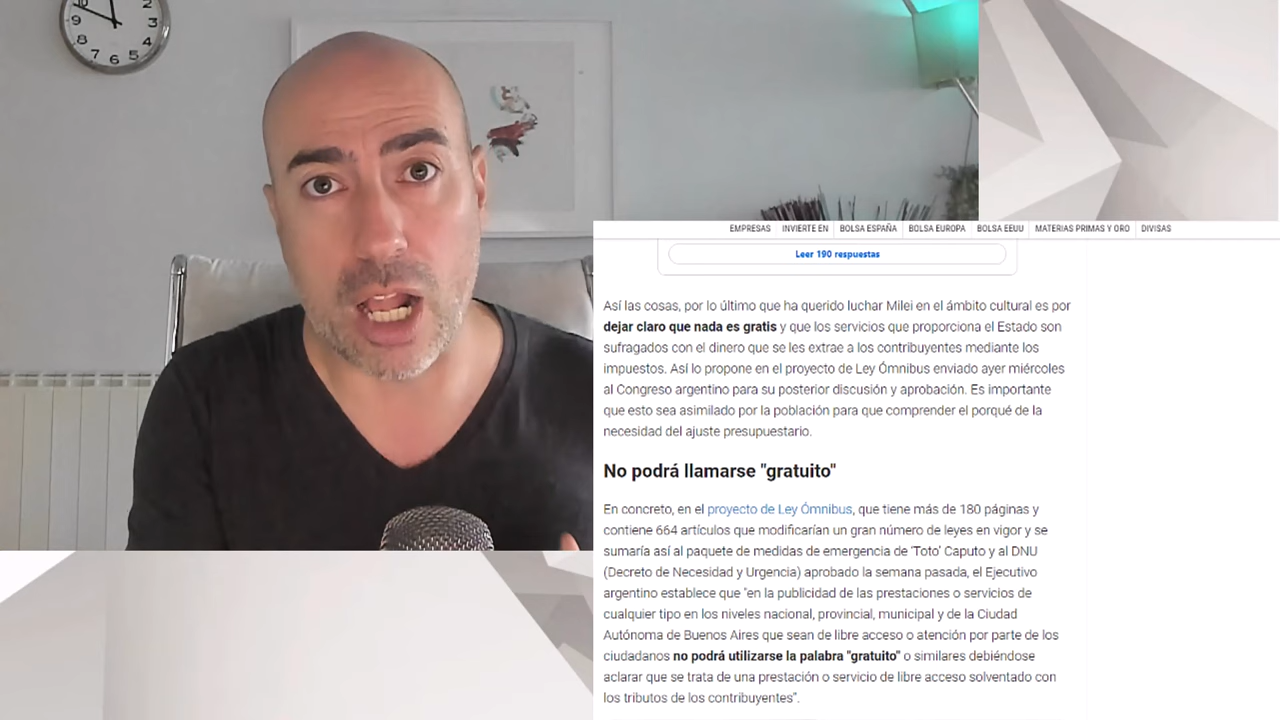 2
9 3
8 4
7 6 5
EMPRESAS INVIERTE EN BOLSA ESPAÑA BOLSA EUROPA BOLSA EEUU MATERIAS PRIMAS Y ORO DIVISAS
Leer 190 respuestas
Así las cosas, por lo último que ha querido luchar Milei en el ámbito cultural es por
dejar claro que nada es gratis y que los servicios que proporciona el Estado son
sufragados con el dinero que se les extrae a los contribuyentes mediante los
impuestos. Así lo propone en el proyecto de Ley Ómnibus enviado ayer miércoles
al Congreso argentino para su posterior discusión y aprobación. Es importante
que esto sea asimilado por la población para que comprender el porqué de la
necesidad del ajuste presupuestario.
No podrá llamarse "gratuito"
En concreto, en el proyecto de Ley Ómnibus, que tiene más de 180 páginas y
contiene 664 artículos que modificarían un gran número de leyes en vigor y se
sumaría así al paquete de medidas de emergencia de 'Toto' Caputo y al DNU
(Decreto de Necesidad y Urgencia) aprobado la semana pasada, el Ejecutivo
argentino establece que "en la publicidad de las prestaciones o servicios de
cualquier tipo en los niveles nacional, provincial, municipal y de la Ciudad
Autónoma de Buenos Aires que sean de libre acceso o atención por parte de los
ciudadanos no podrá utilizarse la palabra "gratuito" o similares debiéndose
aclarar que se trata de una prestación o servicio de libre acceso solventado con
los tributos de los contribuyentes".